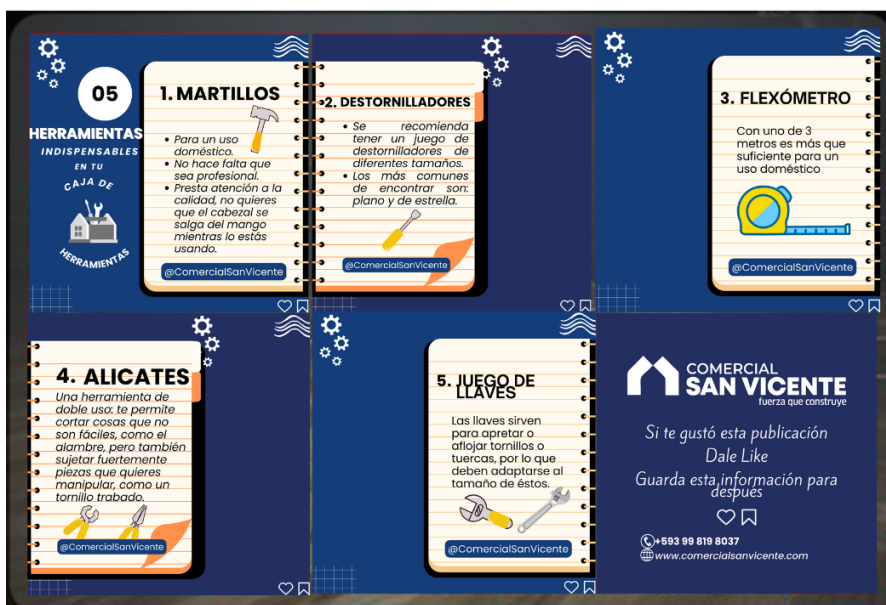 05
HERRAMIENTAS
INDISPENSABLES
EN TU
CAJA DE
HERRAMIENTAS
1. MARTILLOS
• Para un uso
doméstico.
• No hace falta que
sea profesional.
• Presta atención a la
calidad, no quieres
que el cabezal se
salga del mango
mientras lo estás
usando.
@ComercialSanVicente
2. DESTORNILLADORES
• Se recomienda
tener un juego de
destornilladores de
diferentes tamaños.
• Los más comunes
de encontrar son:
plano y de estrella.
@ComercialSanVicente
3. FLEXÓMETRO
Con uno de 3
metros es más que
suficiente para un
uso doméstico
@ComercialSanVicente
4. ALICATES
Una herramienta de
doble uso: te permite
cortar cosas que no
son fáciles, como el
alambre, pero también
sujetar fuertemente
piezas que quieres
manipular, como un
tornillo trabado.
@ComercialSanVicente
5. JUEGO DE
LLAVES
Las llaves sirven
para apretar o
aflojar tornillos o
tuercas, por lo que
deben adaptarse al
tamaño de éstos.
@ComercialSanVicente
COMERCIAL
SAN VICENTE
fuerza que construye
Si te gustó esta publicación
Dale Like
Guarda esta información para
después
+593 99 819 8037
www.comercialsanvicente.com